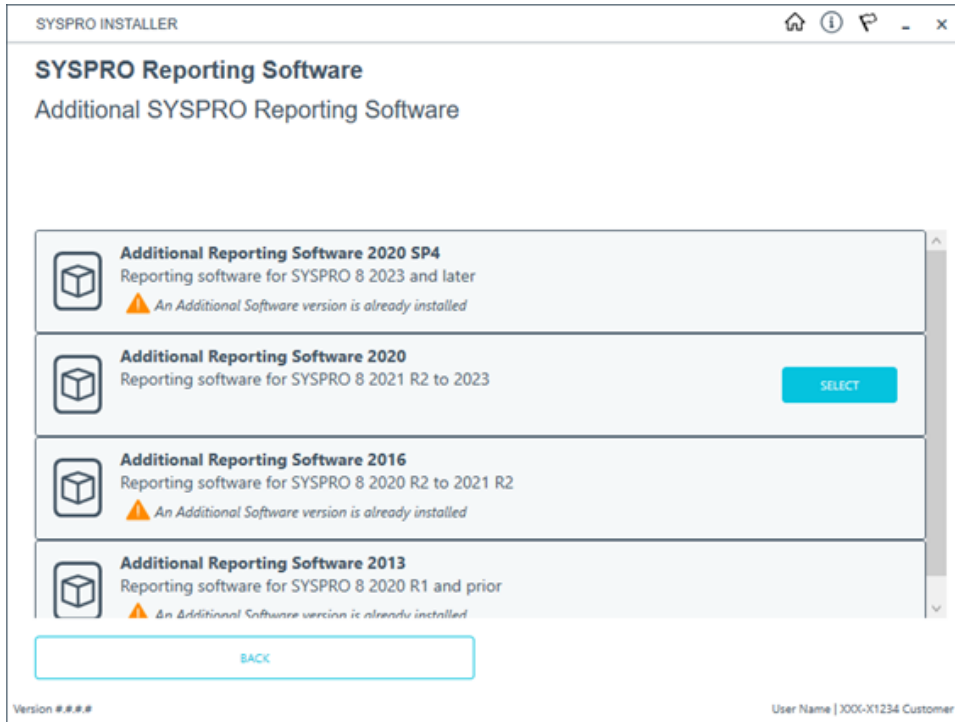 SYSPRO INSTALLER
SYSPRO Reporting Software
Additional SYSPRO Reporting Software
Additional Reporting Software 2020 SP4
Reporting software for SYSPRO 8 2023 and later
An Additional Software version is already installed
Additional Reporting Software 2020
Reporting software for SYSPRO 8 2021 R2 to 2023
SELECT
Additional Reporting Software 2016
Reporting software for SYSPRO 8 2020 R2 to 2021 R2
An Additional Software version is already installed
Additional Reporting Software 2013
Reporting software for SYSPRO 8 2020 R1 and prior
An Additional Software version is already installed
BACK
Version #.#.#.#
User Name | XXX-X1234 Customer